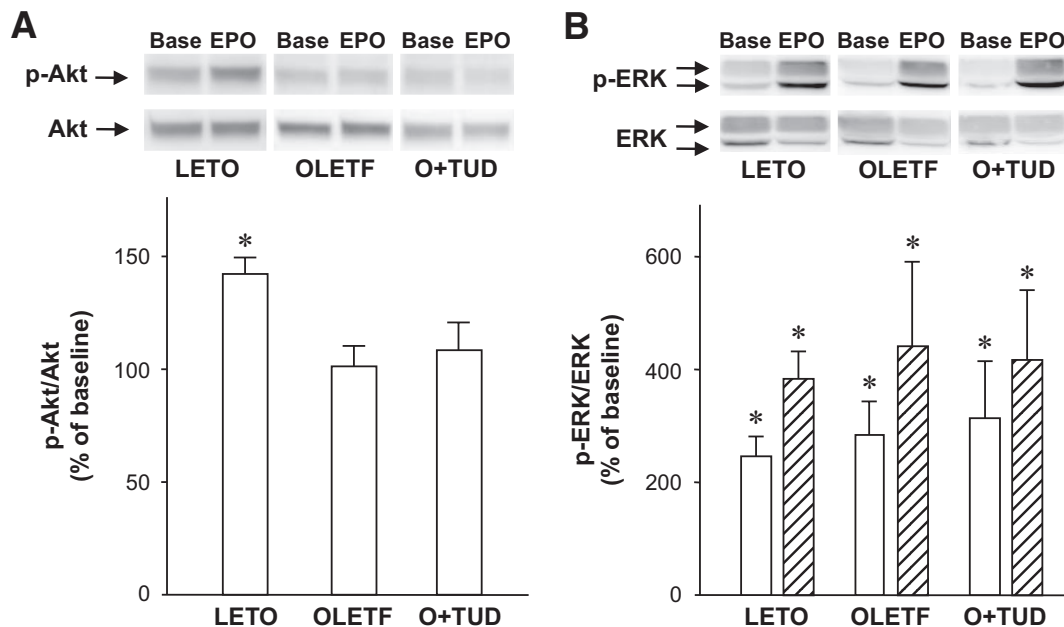 A
Base EPO Base EPO Base EPO
p-Akt
Akt
LETO OLETF O+TUD
*
150
100
50
0
p-Akt/Akt
(% of baseline)
LETO OLETF O+TUD
B
Base EPO Base EPO Base EPO
p-ERK
ERK
LETO OLETF O+TUD
* * * * * *
600
400
200
0
p-ERK/ERK
(% of baseline)
LETO OLETF O+TUD